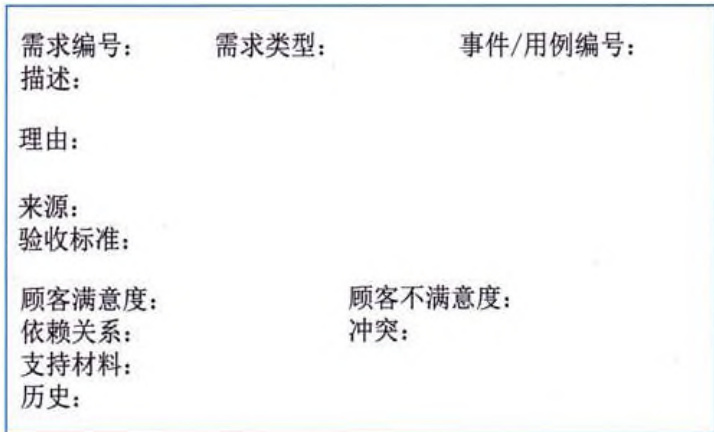 需求编号: 需求类型: 事件/用例编号:
描述:
理由:
来源:
验收标准:
顾客满意度: 顾客不满意度:
依赖关系: 冲突:
支持材料:
历史: